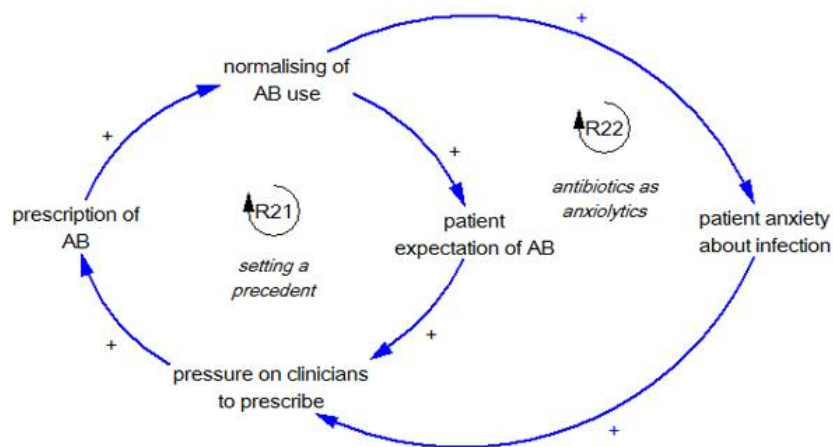 +
normalising of
AB use
R22
+
+
antibiotics as
anxiolytics
prescription of
AB
R21
patient
expectation of AB
patient anxiety
about infection
setting a
precedent
+
+
pressure on clinicians
to prescribe
+